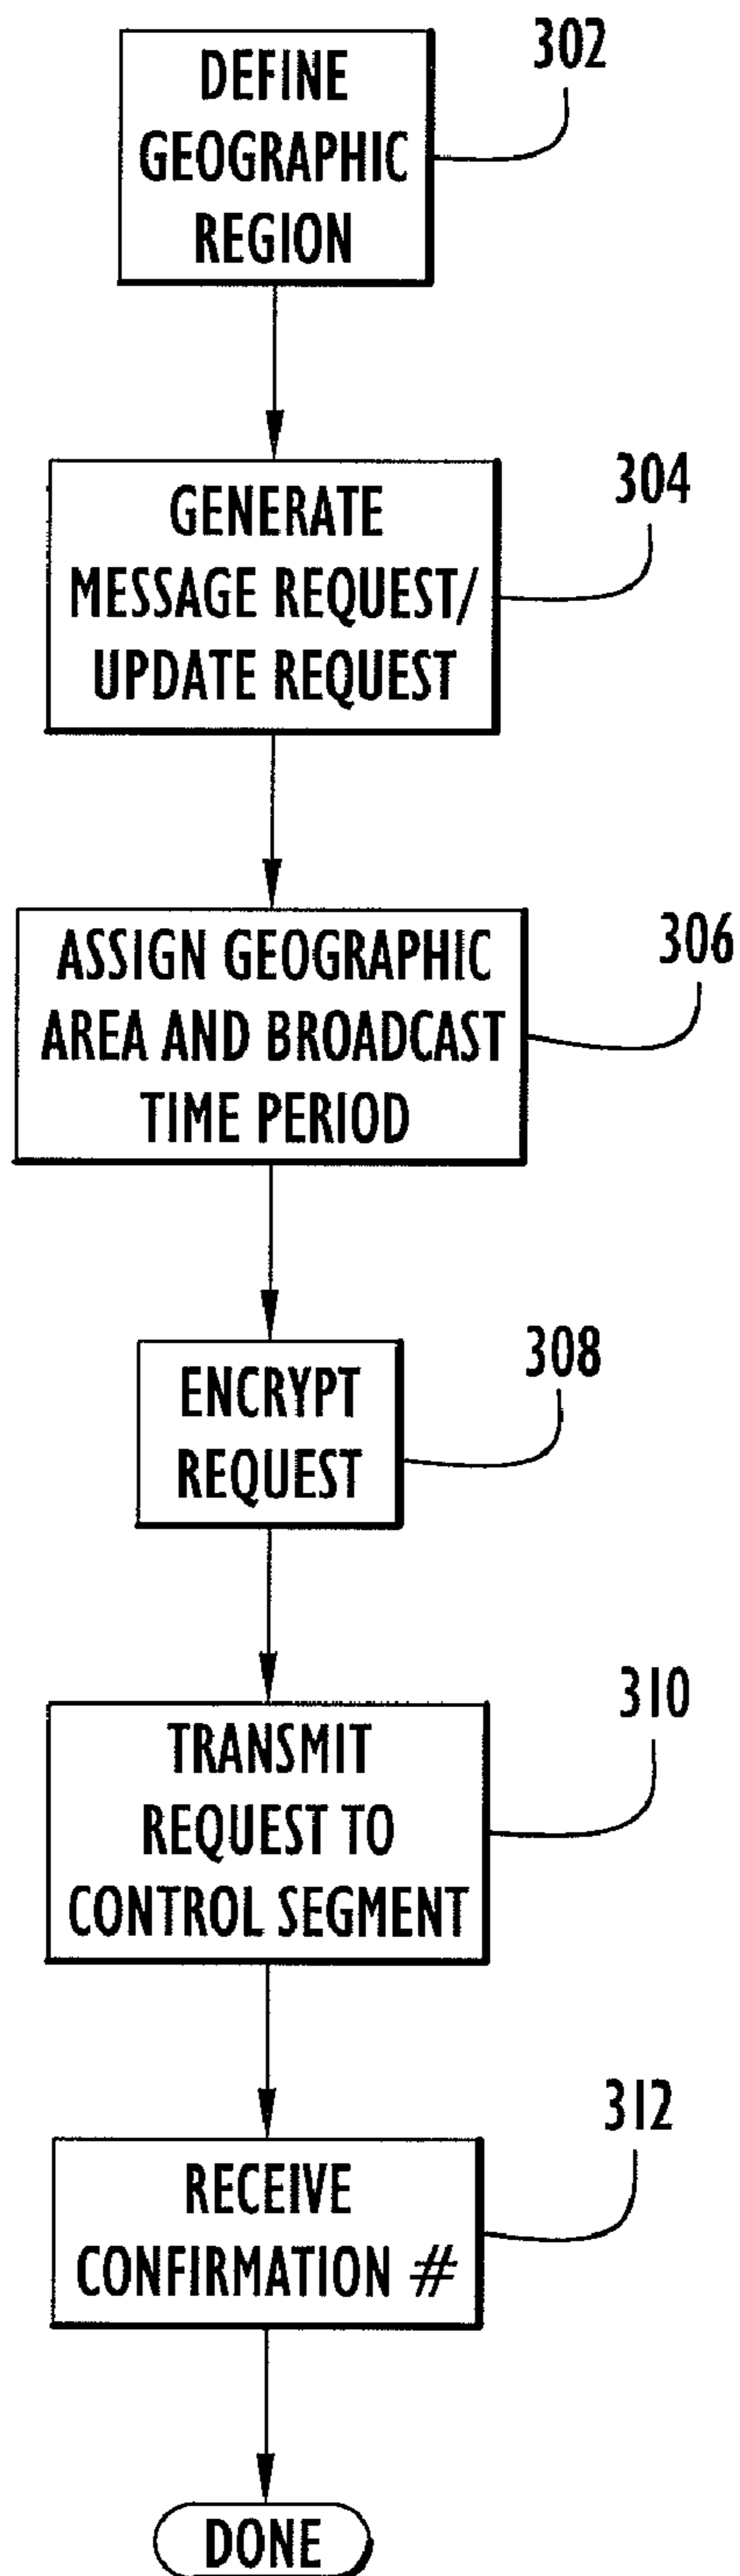 302
DEFINE
GEOGRAPHIC
REGION
304
GENERATE
MESSAGE REQUEST/
UPDATE REQUEST
306
ASSIGN GEOGRAPHIC
AREA AND BROADCAST
TIME PERIOD
308
ENCRYPT
REQUEST
310
TRANSMIT
REQUEST TO
CONTROL SEGMENT
312
RECEIVE
CONFIRMATION #
DONE